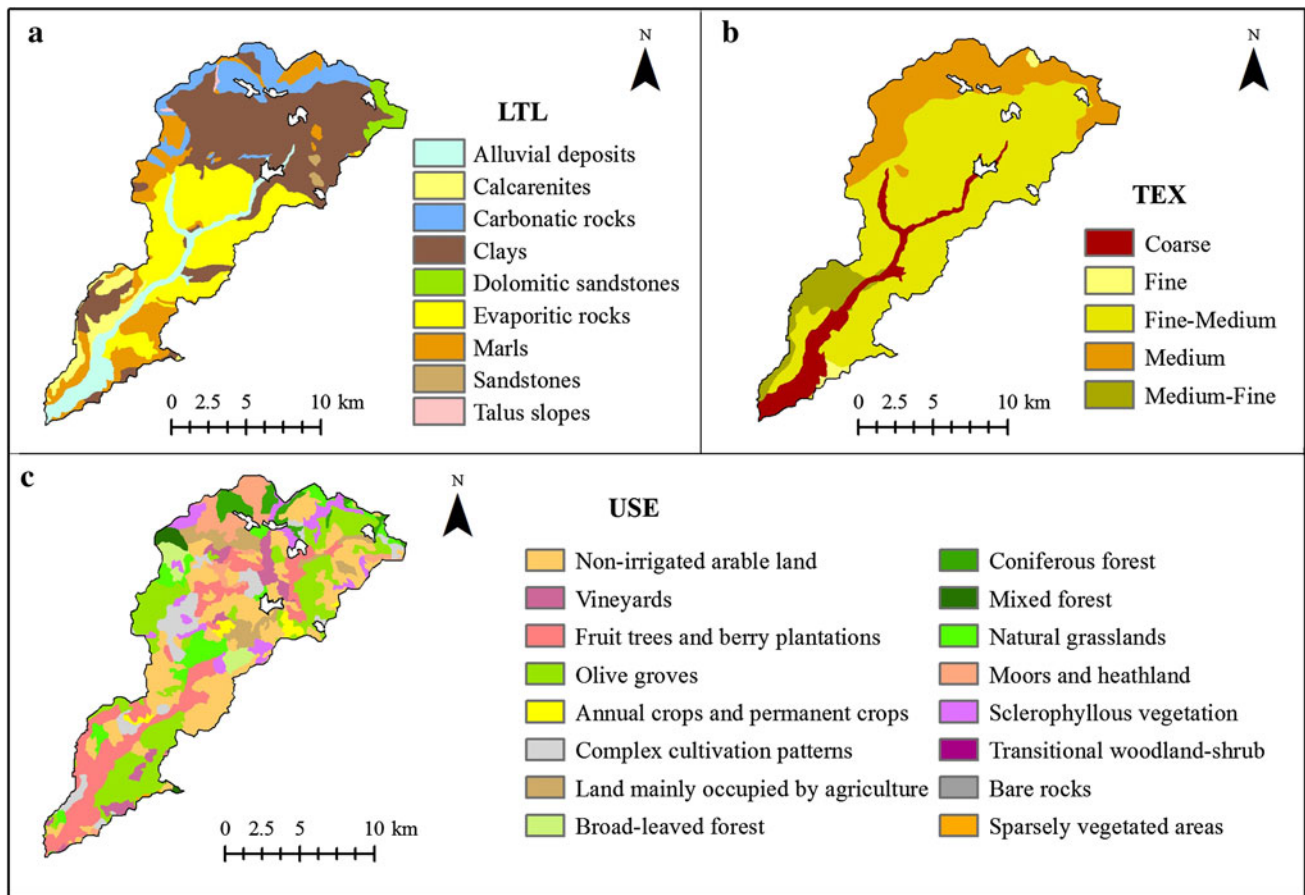 a
N
LTL
Alluvial deposits
Calcarenites
Carbonatic rocks
Clays
Dolomitic sandstones
Evaporitic rocks
Marls
Sandstones
Talus slopes
0 2.5 5 10 km
b
N
TEX
Coarse
Fine
Fine-Medium
Medium
Medium-Fine
0 2.5 5 10 km
c
N
USE
Non-irrigated arable land
Vineyards
Fruit trees and berry plantations
Olive groves
Annual crops and permanent crops
Complex cultivation patterns
Land mainly occupied by agriculture
Broad-leaved forest
Coniferous forest
Mixed forest
Natural grasslands
Moors and heathland
Sclerophyllous vegetation
Transitional woodland-shrub
Bare rocks
Sparsely vegetated areas
0 2.5 5 10 km